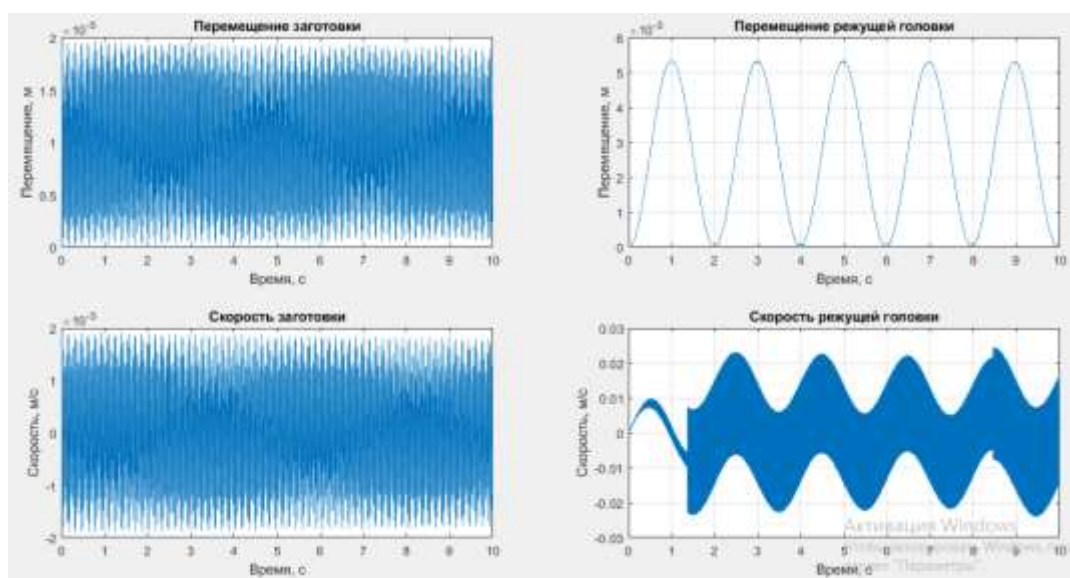 Перемещение заготовки
×10⁻³
Перемещение, м
2
1.5
1
0.5
0
0 1 2 3 4 5 6 7 8 9 10
Время, с
Перемещение режущей головки
Перемещение, м
6
5
4
3
2
1
0
0 1 2 3 4 5 6 7 8 9 10
Время, с
Скорость заготовки
Скорость, м/с
2
1
0
-1
-2
0 1 2 3 4 5 6 7 8 9 10
Время, с
Скорость режущей головки
Скорость, м/с
0.03
0.02
0.01
0
-0.01
-0.02
-0.03
0 1 2 3 4 5 6 7 8 9 10
Время, с
Активация Windows
"Параметры".